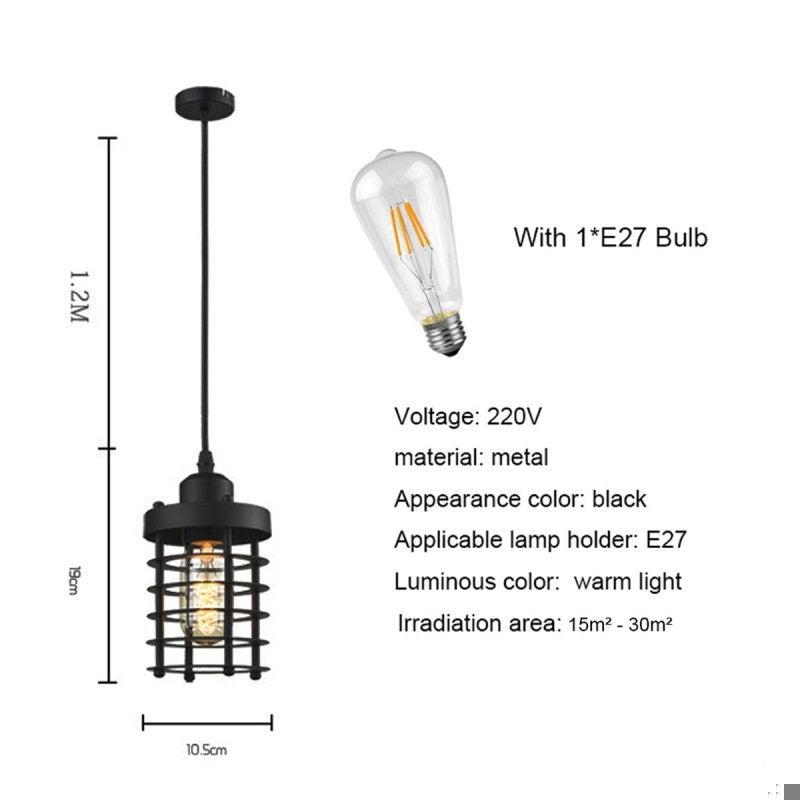 1.2M
With 1*E27 Bulb
Voltage: 220V
material: metal
Appearance color: black
Applicable lamp holder: E27
Luminous color: warm light
Irradiation area: 15m² - 30m²
19cm
10.5cm